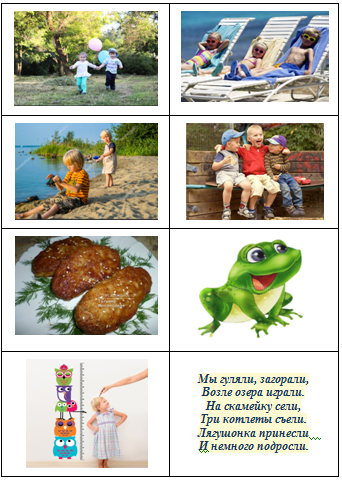 Мы гуляли, загорали,
Возле озера играли.
На скамейку сели,
Три котлеты съели.
Лягушонка принесли
И немного подросли.